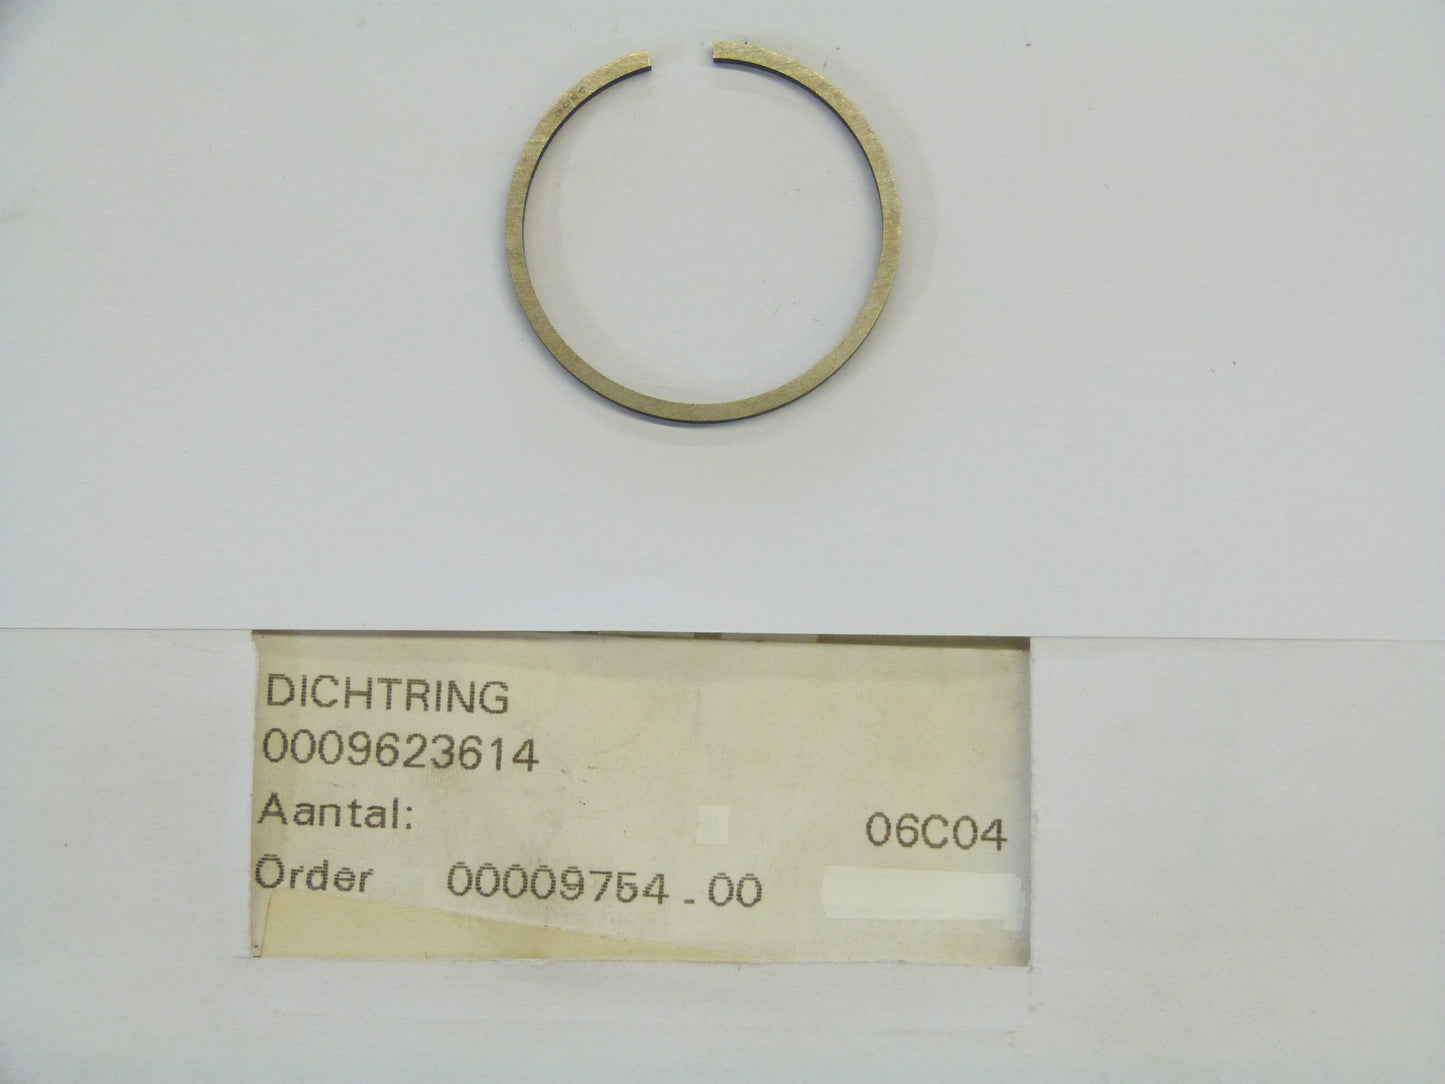 DICHTRING
0009623614
Aantal:
06C04
Order 00009754-00